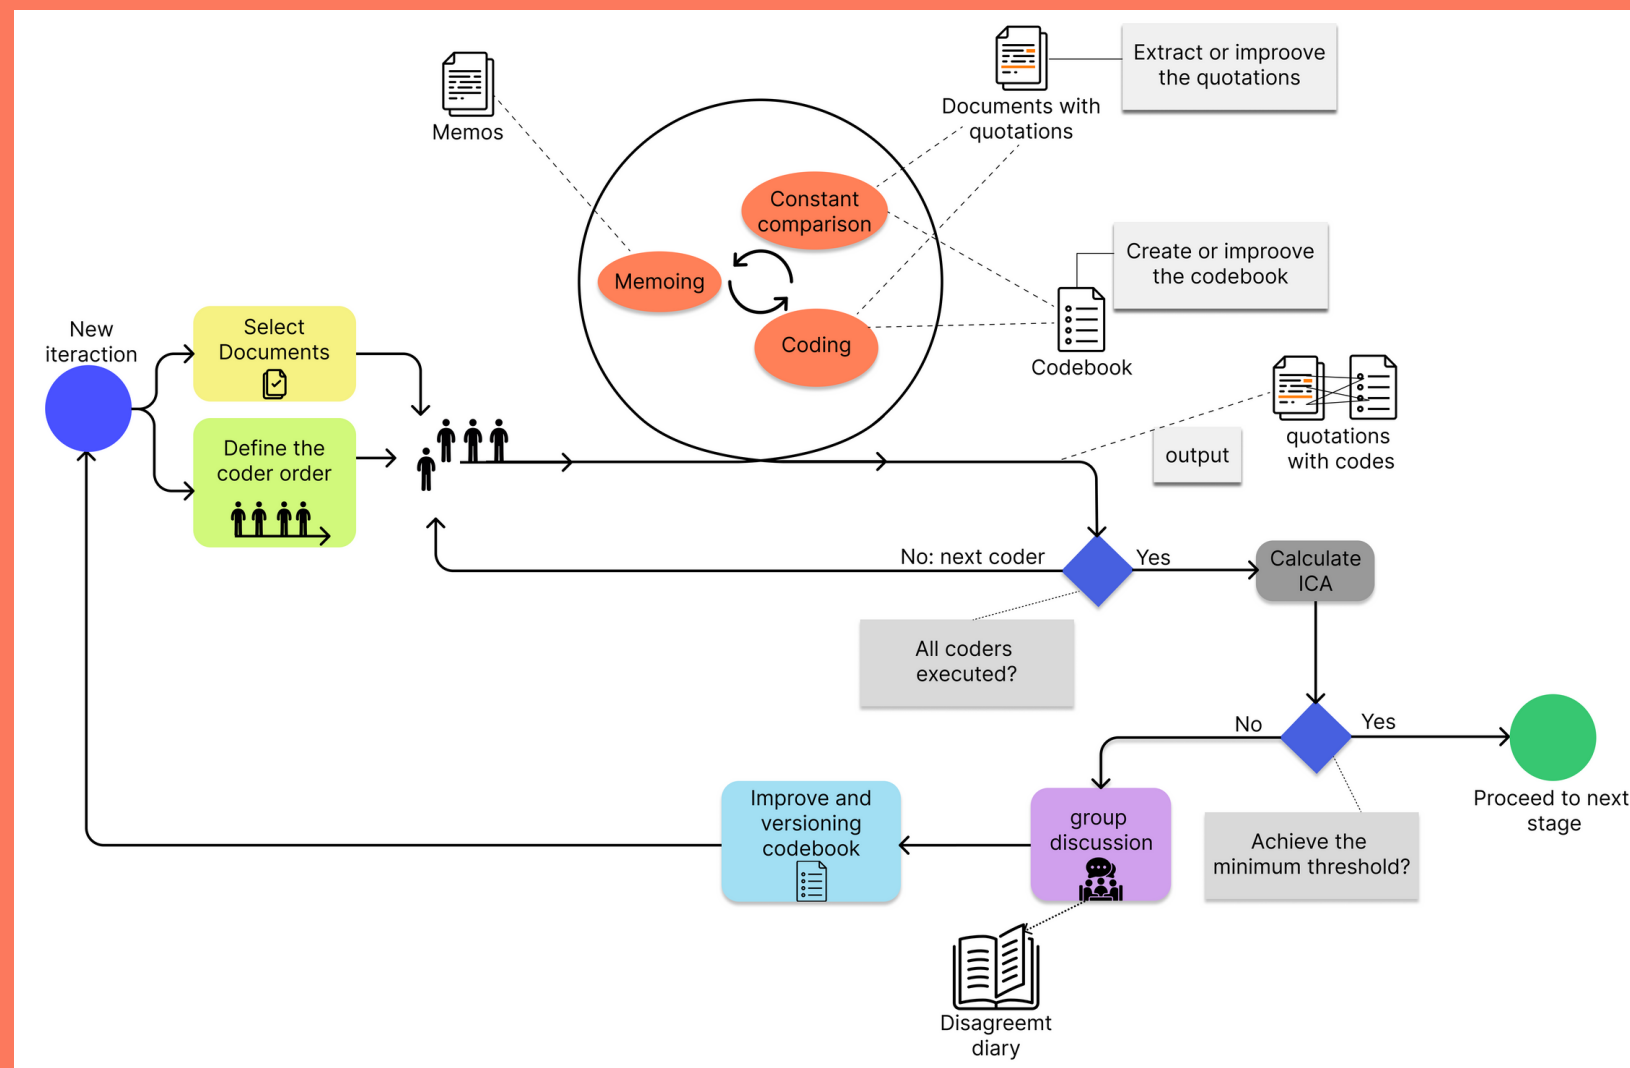 Memos
Documents with
quotations
Extract or improove
the quotations
Constant
comparison
Memoing
Coding
Create or improove
the codebook
Codebook
New
iteraction
Select
Documents
Define the
coder order
output
quotations
with codes
No: next coder
Yes
Calculate
ICA
All coders
executed?
No
Yes
Proceed to next
stage
Achieve the
minimum threshold?
group
discussion
Improve and
versioning
codebook
Disagreemt
diary